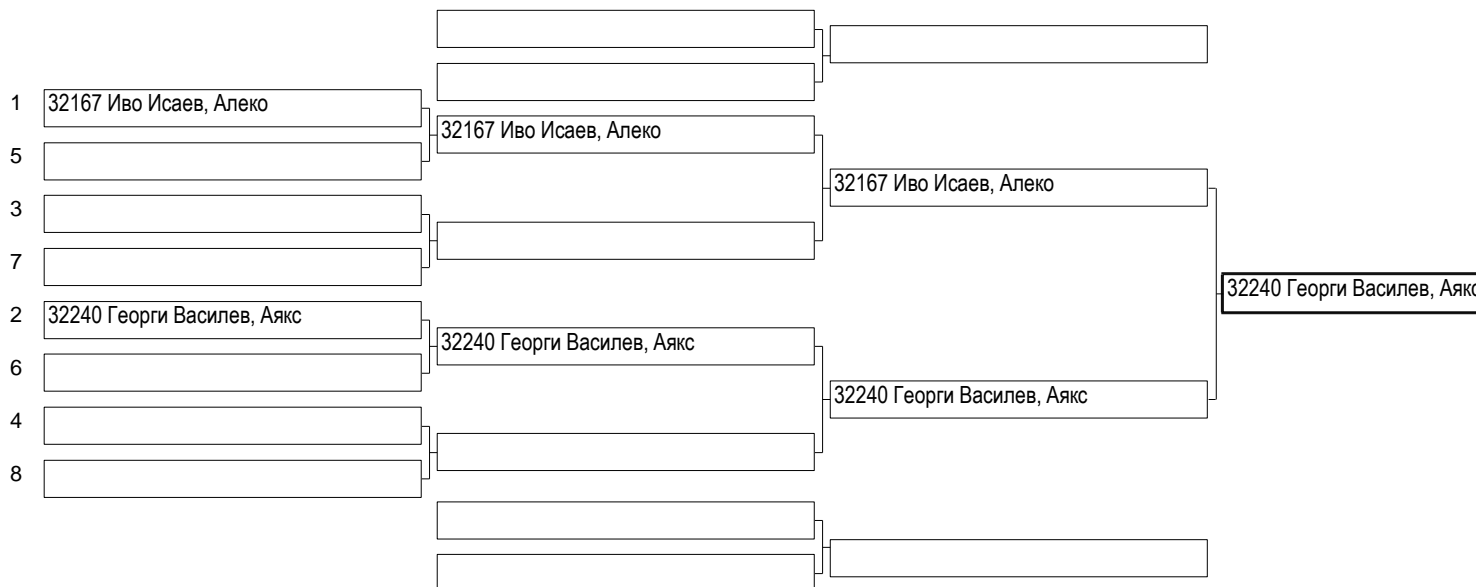 1
32167 Иво Исаев, Алеко
5
3
7
2
32240 Георги Василев, Аякс
6
4
8
32167 Иво Исаев, Алеко
32240 Георги Василев, Аякс
32167 Иво Исаев, Алеко
32240 Георги Василев, Аякс
32240 Георги Василев, Аякс